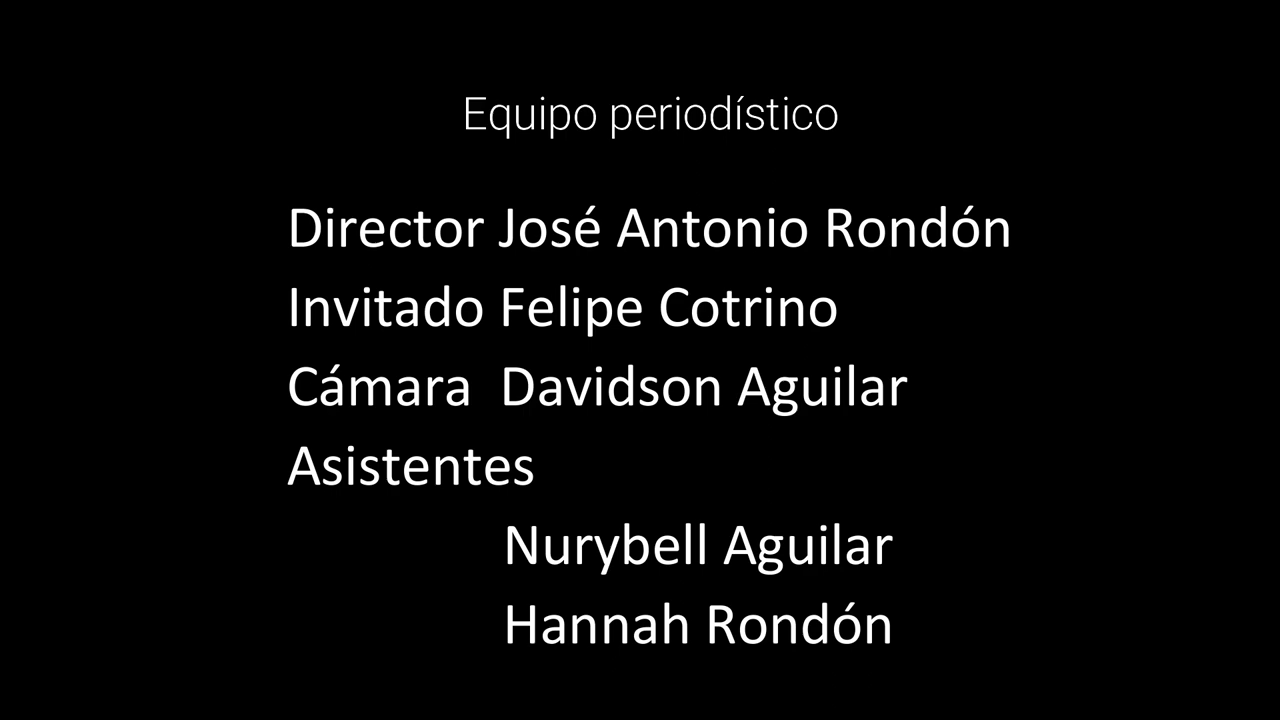 Equipo periodístico
Director José Antonio Rondón
Invitado Felipe Cotrino
Cámara  Davidson Aguilar
Asistentes
Nurybell Aguilar
Hannah Rondón